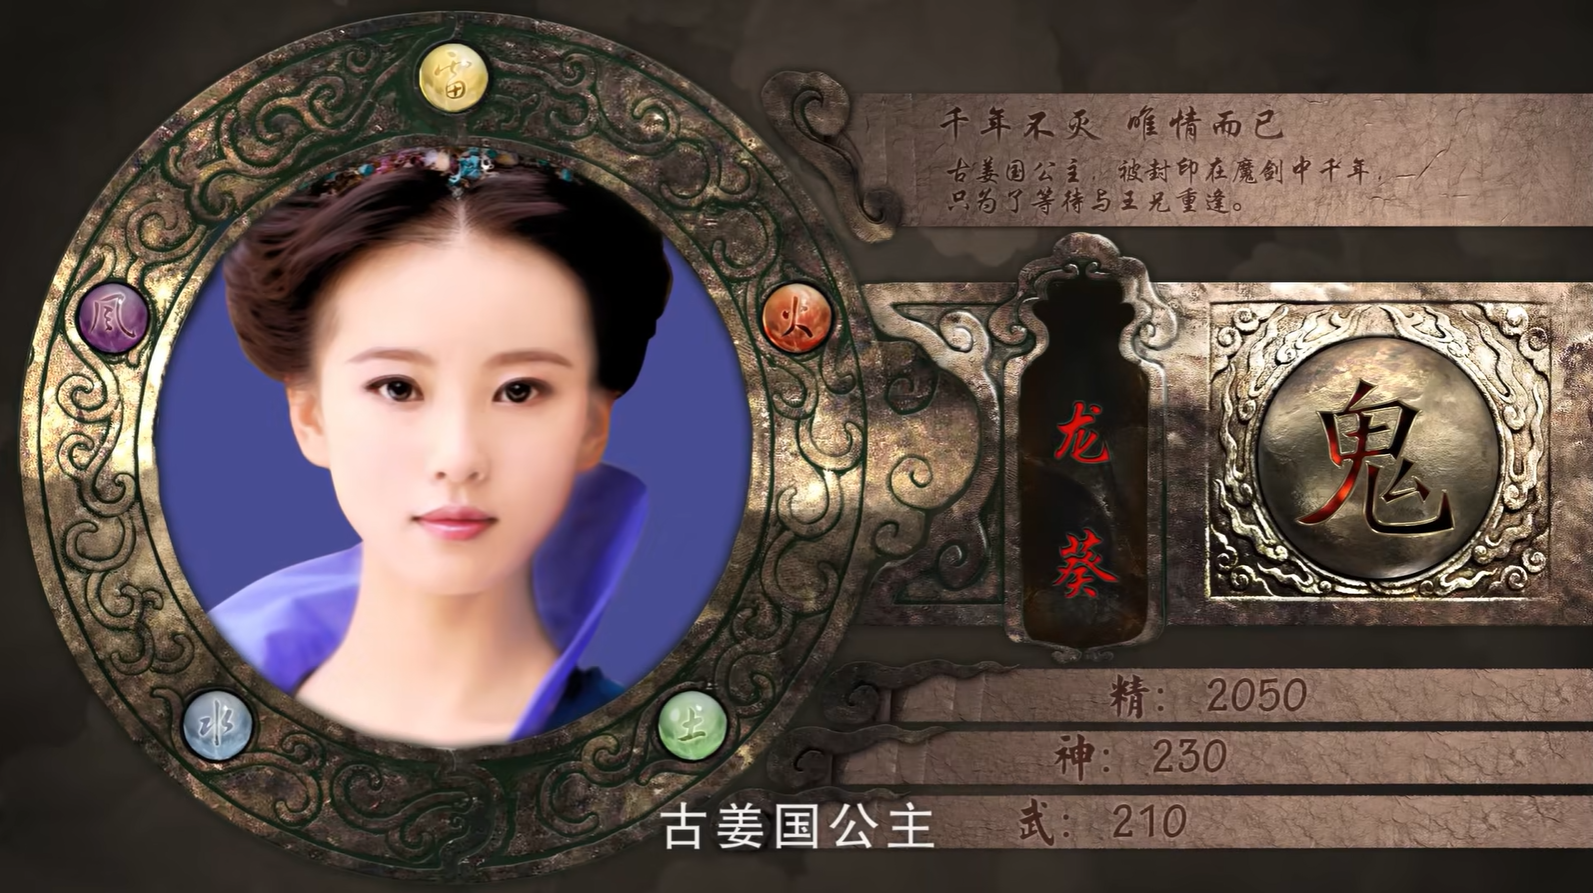 雷
千年不灭 唯情而已
古姜国公主，被封印在魔剑中千年，
只为了等待与王兄重逢。
风
火
龙葵
鬼
水
土
精： 2050
神： 230
武： 210
古姜国公主